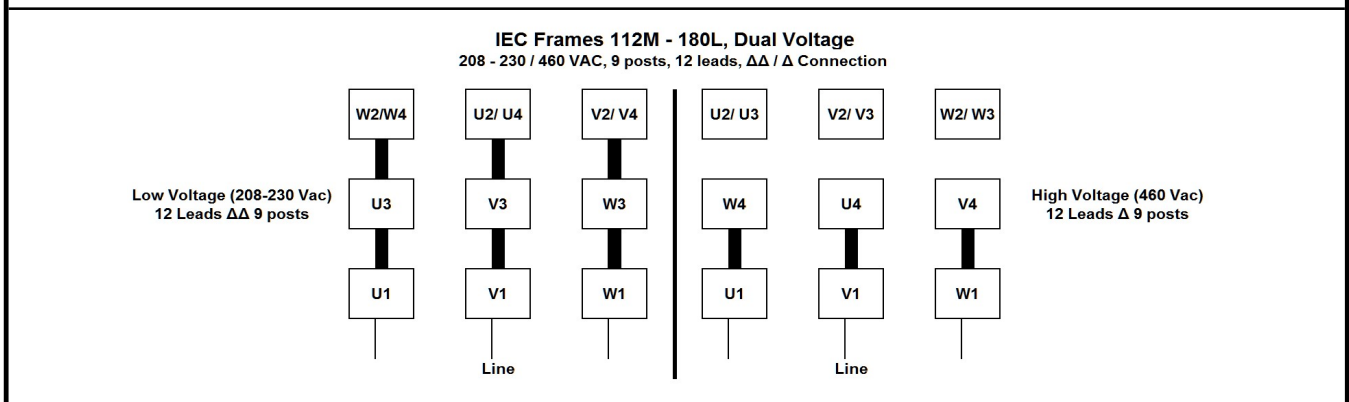 IEC Frames 112M - 180L, Dual Voltage
208 - 230 / 460 VAC, 9 posts, 12 leads, ΔΔ / Δ Connection
W2/W4 U2/ U4 V2/ V4 U2/ U3 V2/ V3 W2/ W3
Low Voltage (208-230 Vac)
12 Leads ΔΔ 9 posts
U3 V3 W3 W4 U4 V4
High Voltage (460 Vac)
12 Leads Δ 9 posts
U1 V1 W1 U1 V1 W1
Line Line